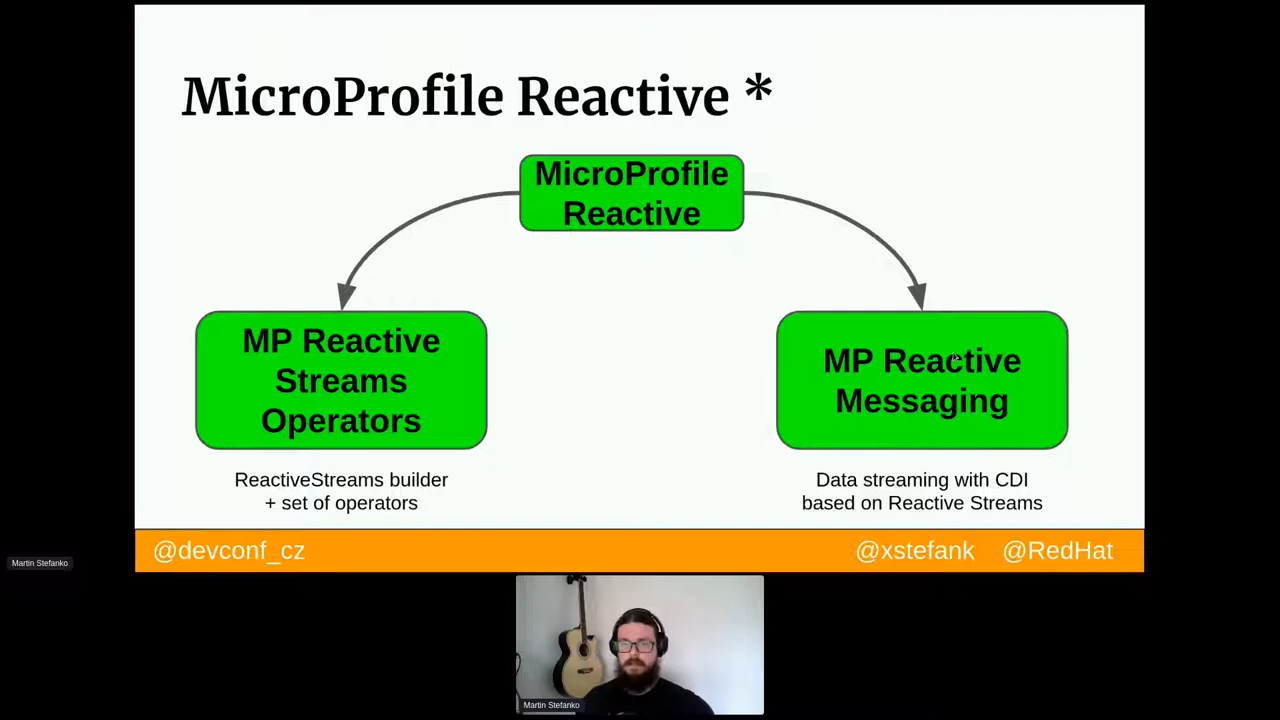 MicroProfile Reactive *
MicroProfile
Reactive
MP Reactive
Streams
Operators
MP Reactive
Messaging
ReactiveStreams builder
+ set of operators
Data streaming with CDI
based on Reactive Streams
@devconf_cz
@xstefank @RedHat
Martin Stefanko
Martin Stefanko